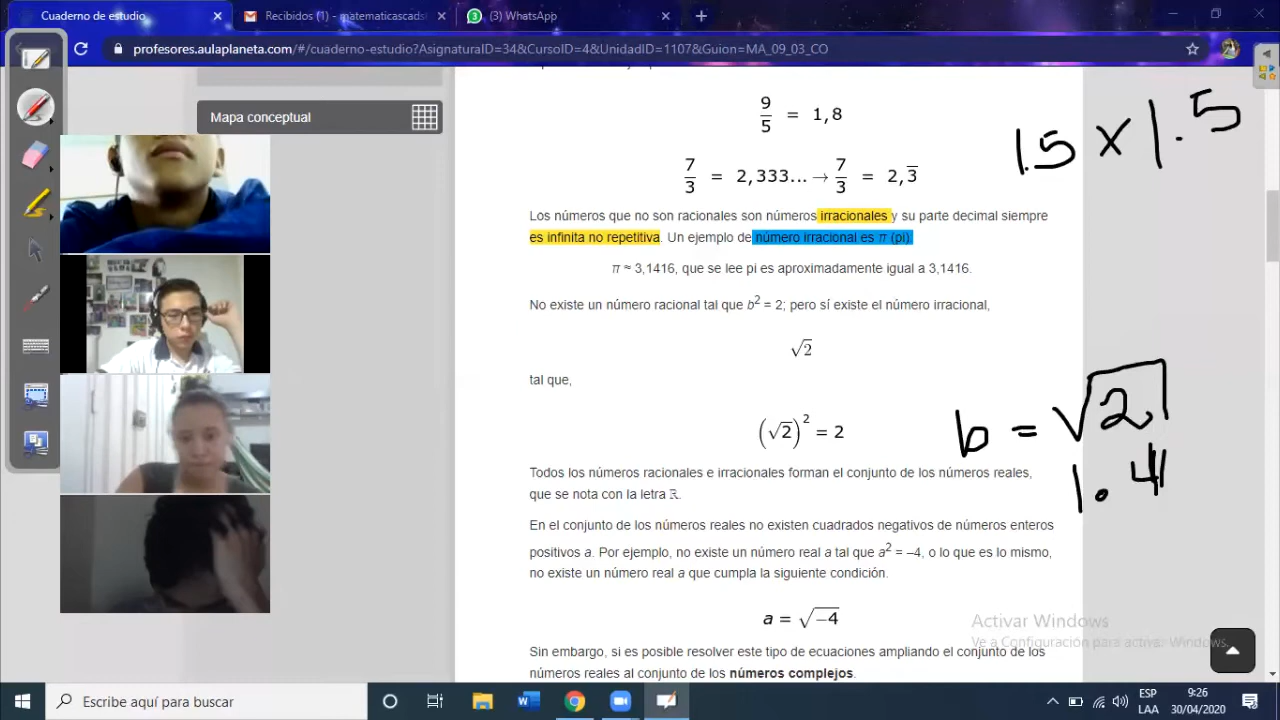 Cuaderno de estudio
Recibidos (1) - matematicascads
(3) WhatsApp
profesores.aulaplaneta.com/#/cuaderno-estudio?AsignaturaID=34&CursoID=4&UnidadID=1107&Guion=MA_09_03_CO
Mapa conceptual
9/5 = 1,8
1.5 x 1.5
7/3 = 2,333... → 7/3 = 2,3̅
Los números que no son racionales son números irracionales y su parte decimal siempre
es infinita no repetitiva. Un ejemplo de número irracional es π (pi).
π ≈ 3,1416, que se lee pi es aproximadamente igual a 3,1416.
No existe un número racional tal que b² = 2; pero sí existe el número irracional,
√2
tal que,
(√2)² = 2
b = √2
1.41
Todos los números racionales e irracionales forman el conjunto de los números reales,
que se nota con la letra ℝ.
En el conjunto de los números reales no existen cuadrados negativos de números enteros
positivos a. Por ejemplo, no existe un número real a tal que a² = –4, o lo que es lo mismo,
no existe un número real a que cumpla la siguiente condición.
a = √–4
Activar Windows
Ve a Configuración para activar Windows.
Sin embargo, si es posible resolver este tipo de ecuaciones ampliando el conjunto de los
números reales al conjunto de los números complejos.
Escribe aquí para buscar
ESP
LAA
9:26
30/04/2020